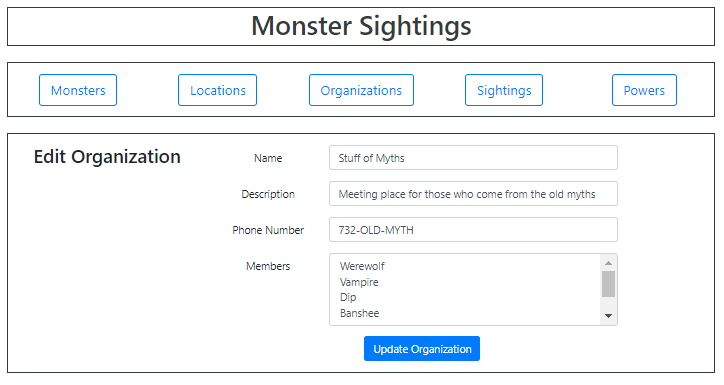 Monster Sightings
Monsters Locations Organizations Sightings Powers
Edit Organization
Name Stuff of Myths
Description Meeting place for those who come from the old myths
Phone Number 732-OLD-MYTH
Members Werewolf
Vampire
Dip
Banshee
Update Organization